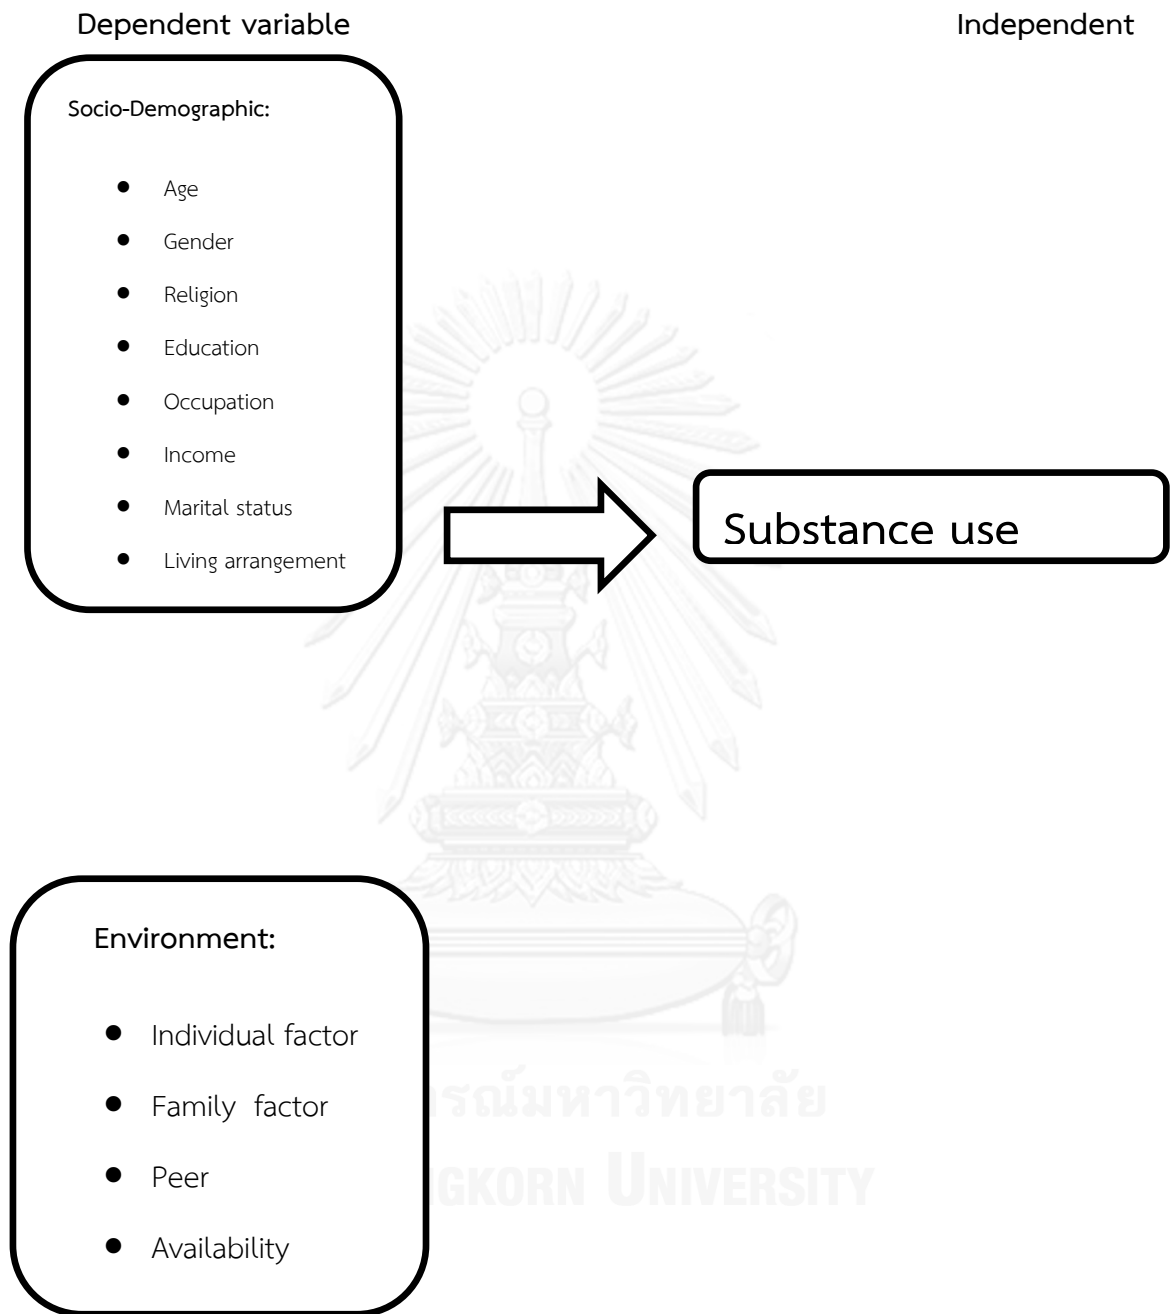 Dependent variable
Independent
Socio-Demographic:
● Age
● Gender
● Religion
● Education
● Occupation
● Income
● Marital status
● Living arrangement
Substance use
Environment:
● Individual factor
● Family factor
● Peer
● Availability
รณ์มหาวิทยาลัย
GKORN UNIVERSITY